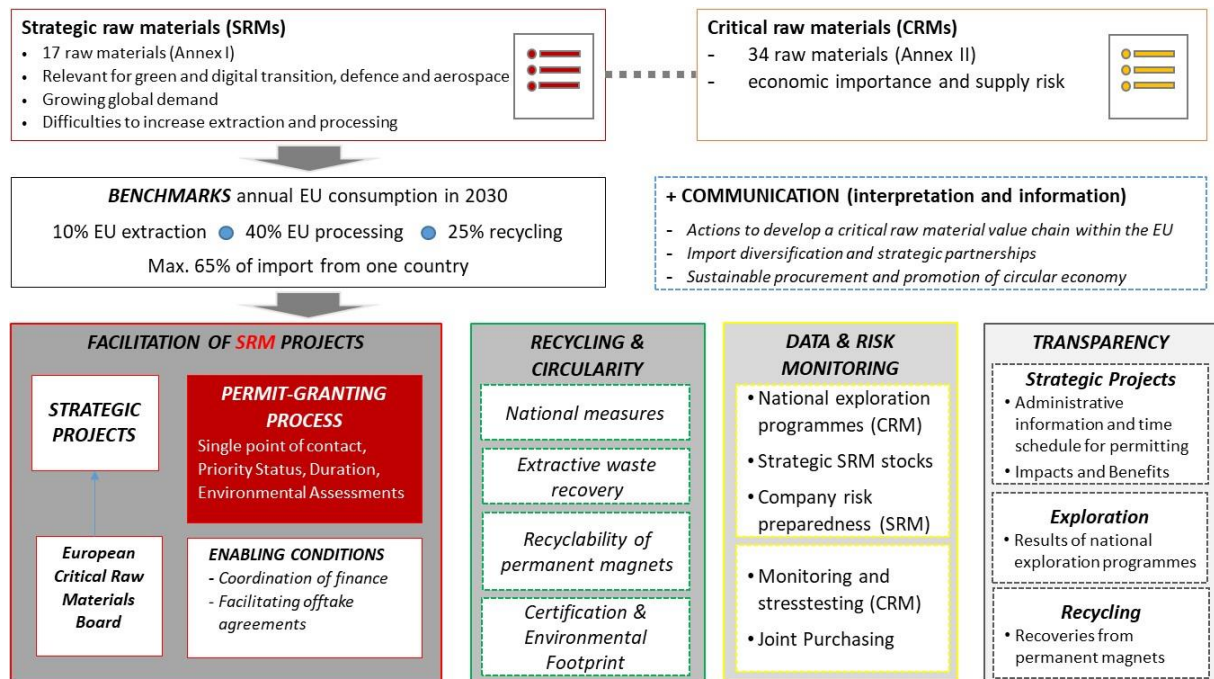 Strategic raw materials (SRMs)
• 17 raw materials (Annex I)
• Relevant for green and digital transition, defence and aerospace
• Growing global demand
• Difficulties to increase extraction and processing
Critical raw materials (CRMs)
- 34 raw materials (Annex II)
- economic importance and supply risk
BENCHMARKS annual EU consumption in 2030
10% EU extraction ● 40% EU processing ● 25% recycling
Max. 65% of import from one country
+ COMMUNICATION (interpretation and information)
- Actions to develop a critical raw material value chain within the EU
- Import diversification and strategic partnerships
- Sustainable procurement and promotion of circular economy
FACILITATION OF SRM PROJECTS
STRATEGIC
PROJECTS
European
Critical Raw
Materials
Board
PERMIT-GRANTING
PROCESS
Single point of contact,
Priority Status, Duration,
Environmental Assessments
ENABLING CONDITIONS
- Coordination of finance
- Facilitating offtake
agreements
RECYCLING &
CIRCULARITY
National measures
Extractive waste
recovery
Recyclability of
permanent magnets
Certification &
Environmental
Footprint
DATA & RISK
MONITORING
• National exploration
programmes (CRM)
• Strategic SRM stocks
• Company risk
preparedness (SRM)
• Monitoring and
stresstesting (CRM)
• Joint Purchasing
TRANSPARENCY
Strategic Projects
• Administrative
information and time
schedule for permitting
• Impacts and Benefits
Exploration
• Results of national
exploration programmes
Recycling
• Recoveries from
permanent magnets